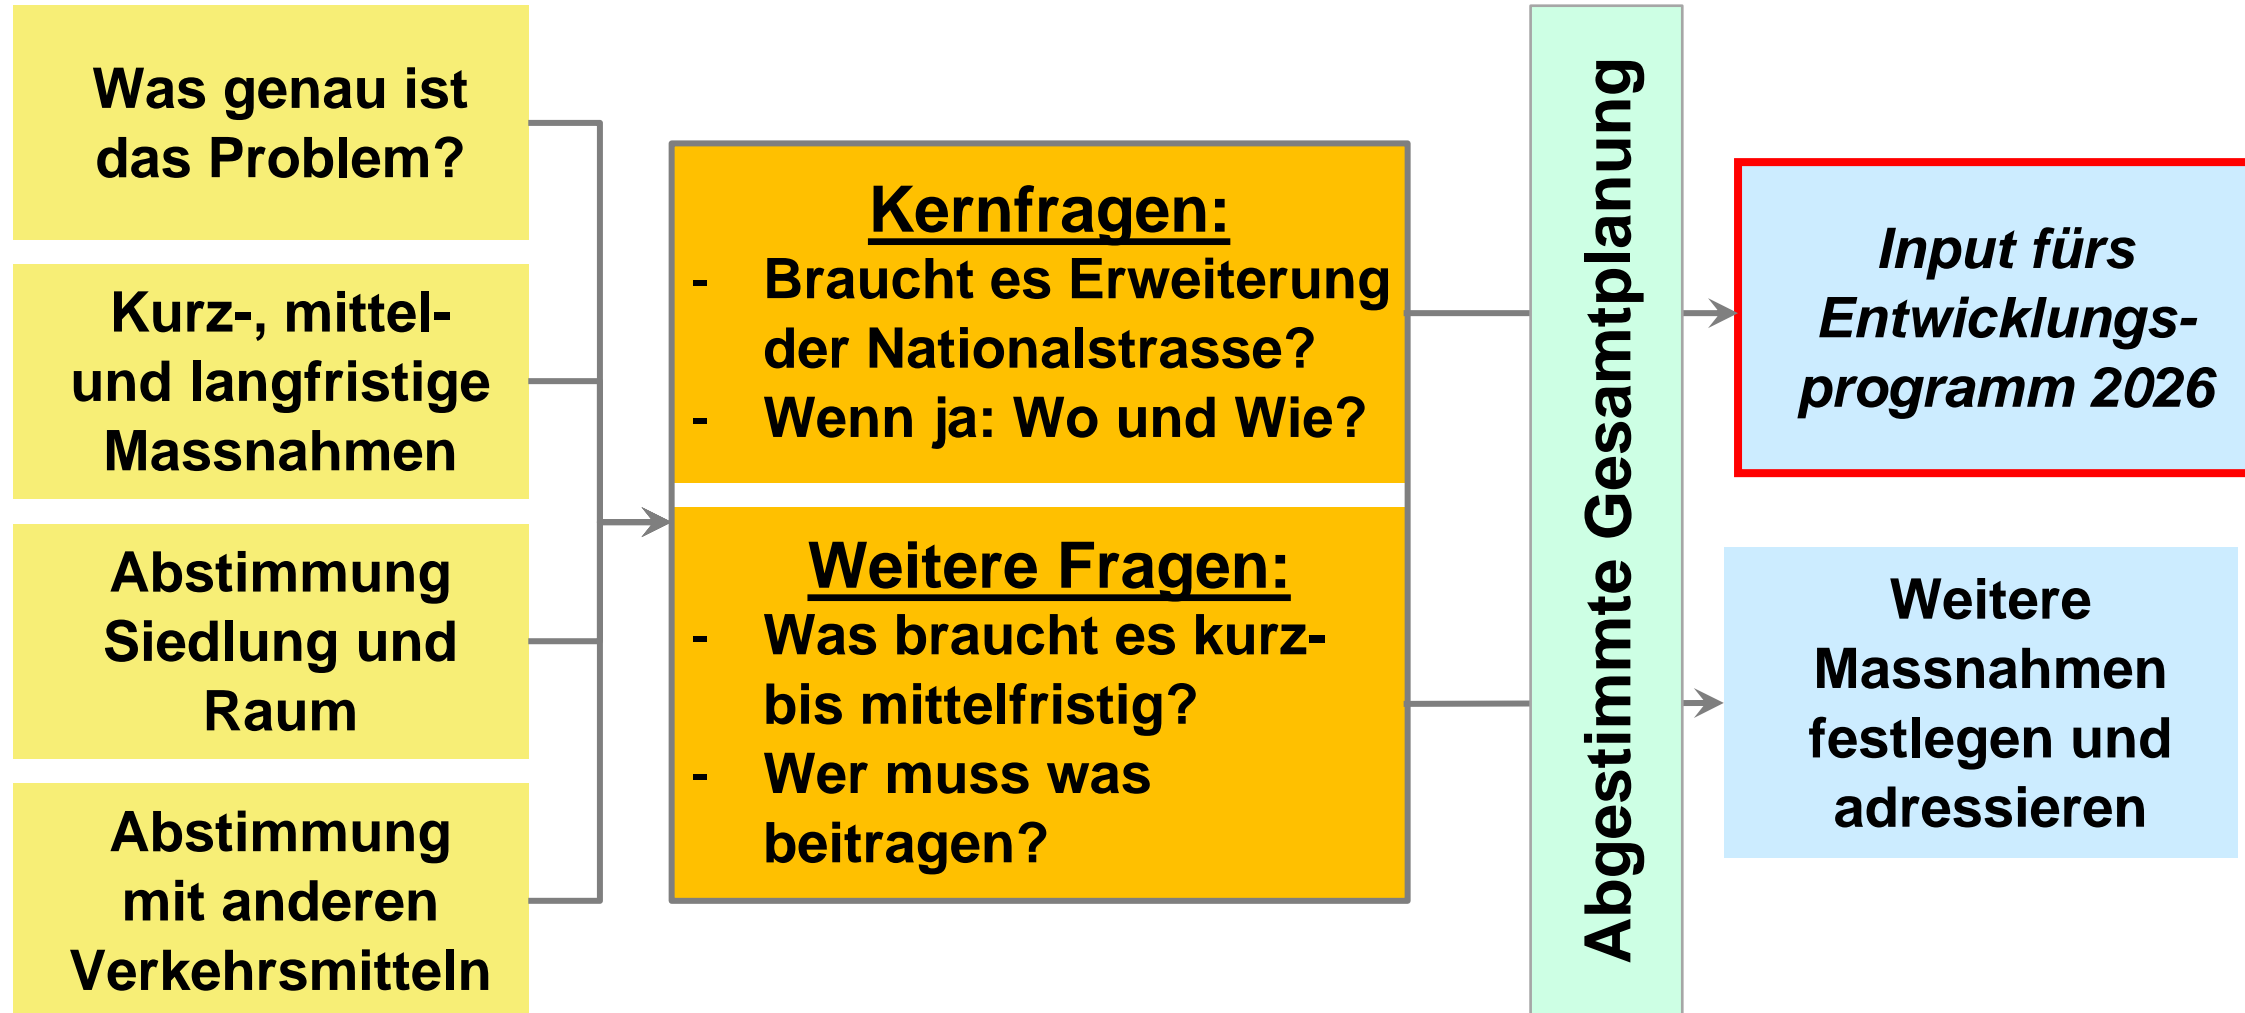 Was genau ist
das Problem?
Kurz-, mittel-
und langfristige
Massnahmen
Abstimmung
Siedlung und
Raum
Abstimmung
mit anderen
Verkehrsmitteln
Kernfragen:
- Braucht es Erweiterung
der Nationalstrasse?
- Wenn ja: Wo und Wie?
Weitere Fragen:
- Was braucht es kurz-
bis mittelfristig?
- Wer muss was
beitragen?
Abgestimmte Gesamtplanung
Input fürs
Entwicklungs-
programm 2026
Weitere
Massnahmen
festlegen und
adressieren